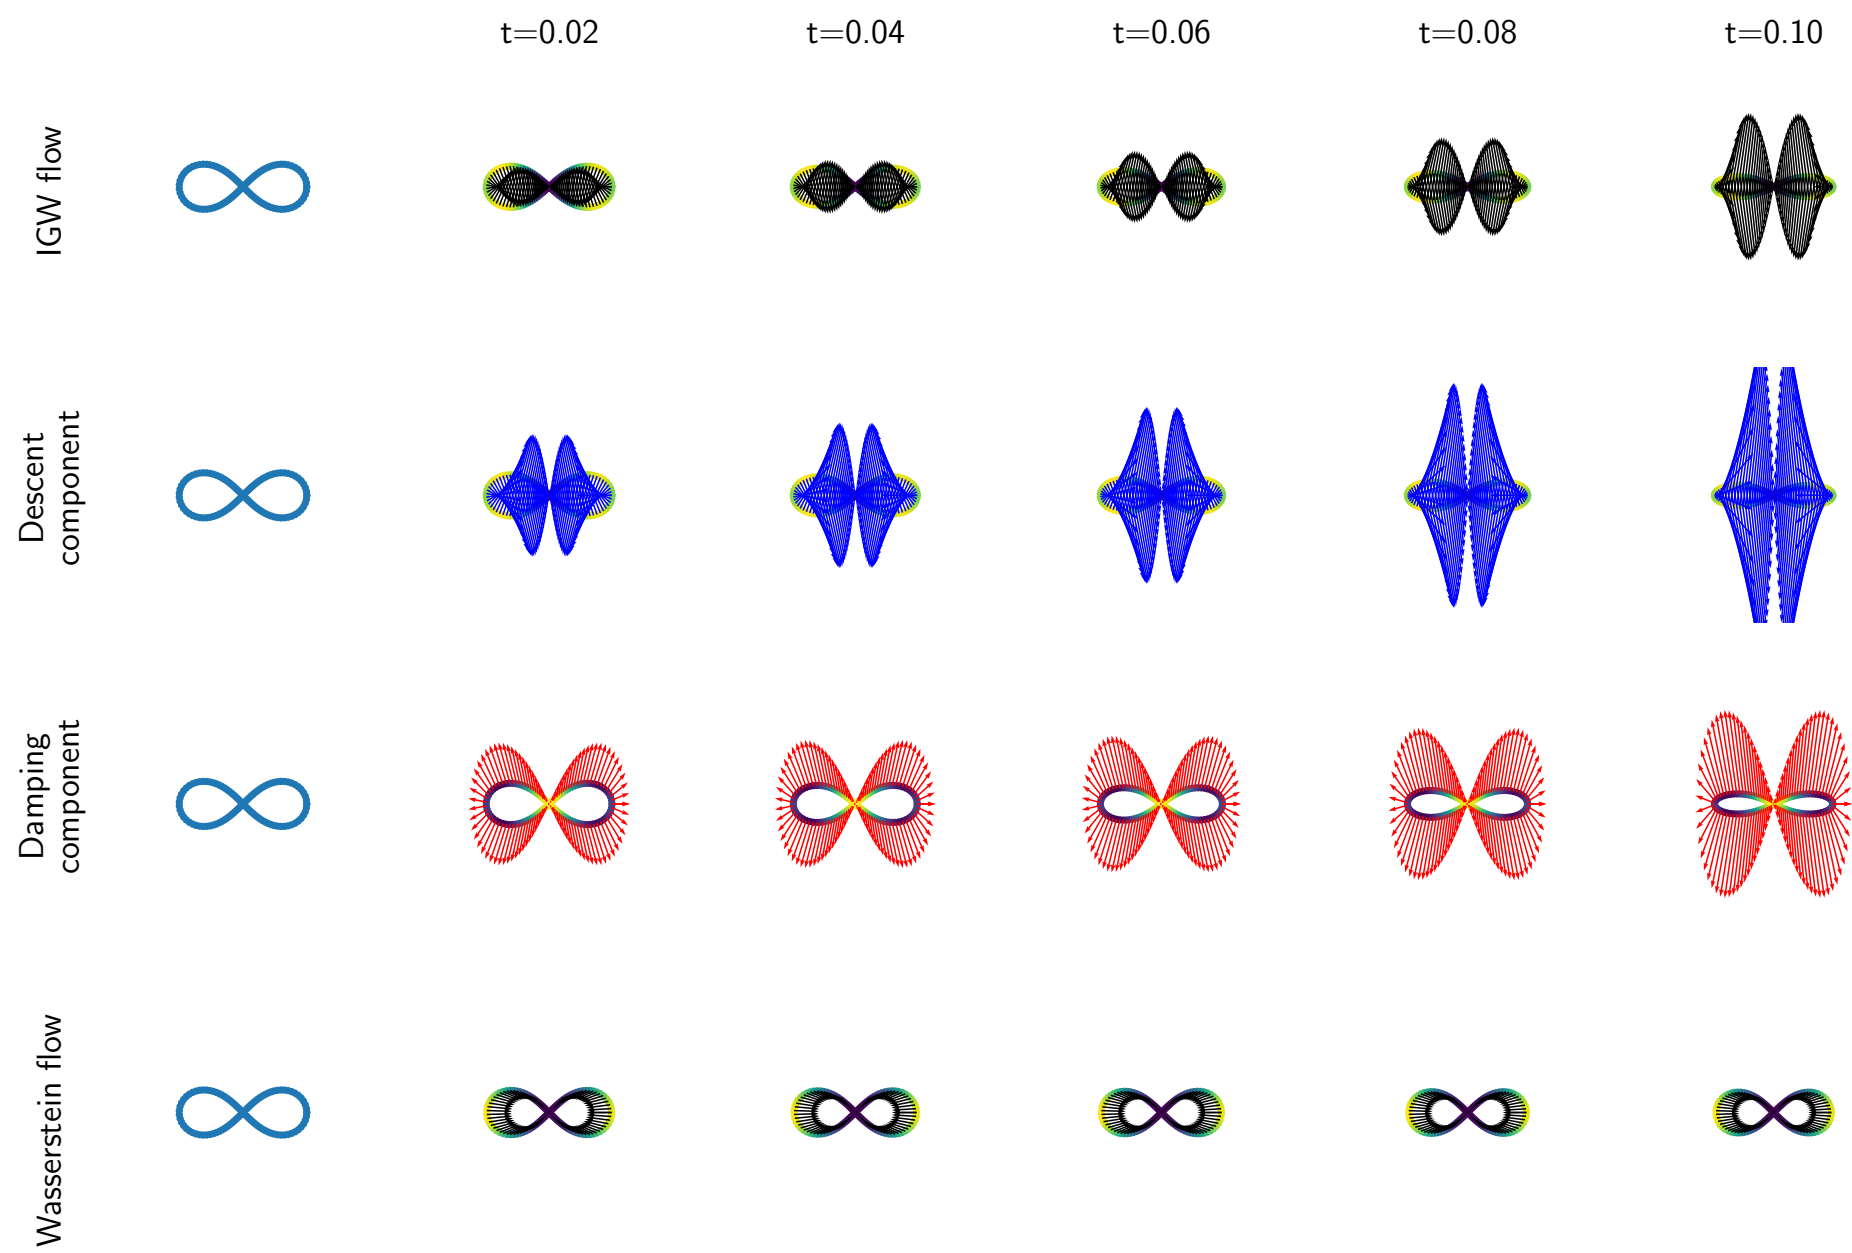 t=0.02
t=0.04
t=0.06
t=0.08
t=0.10
IGW flow
Descent
component
Damping
component
Wasserstein flow